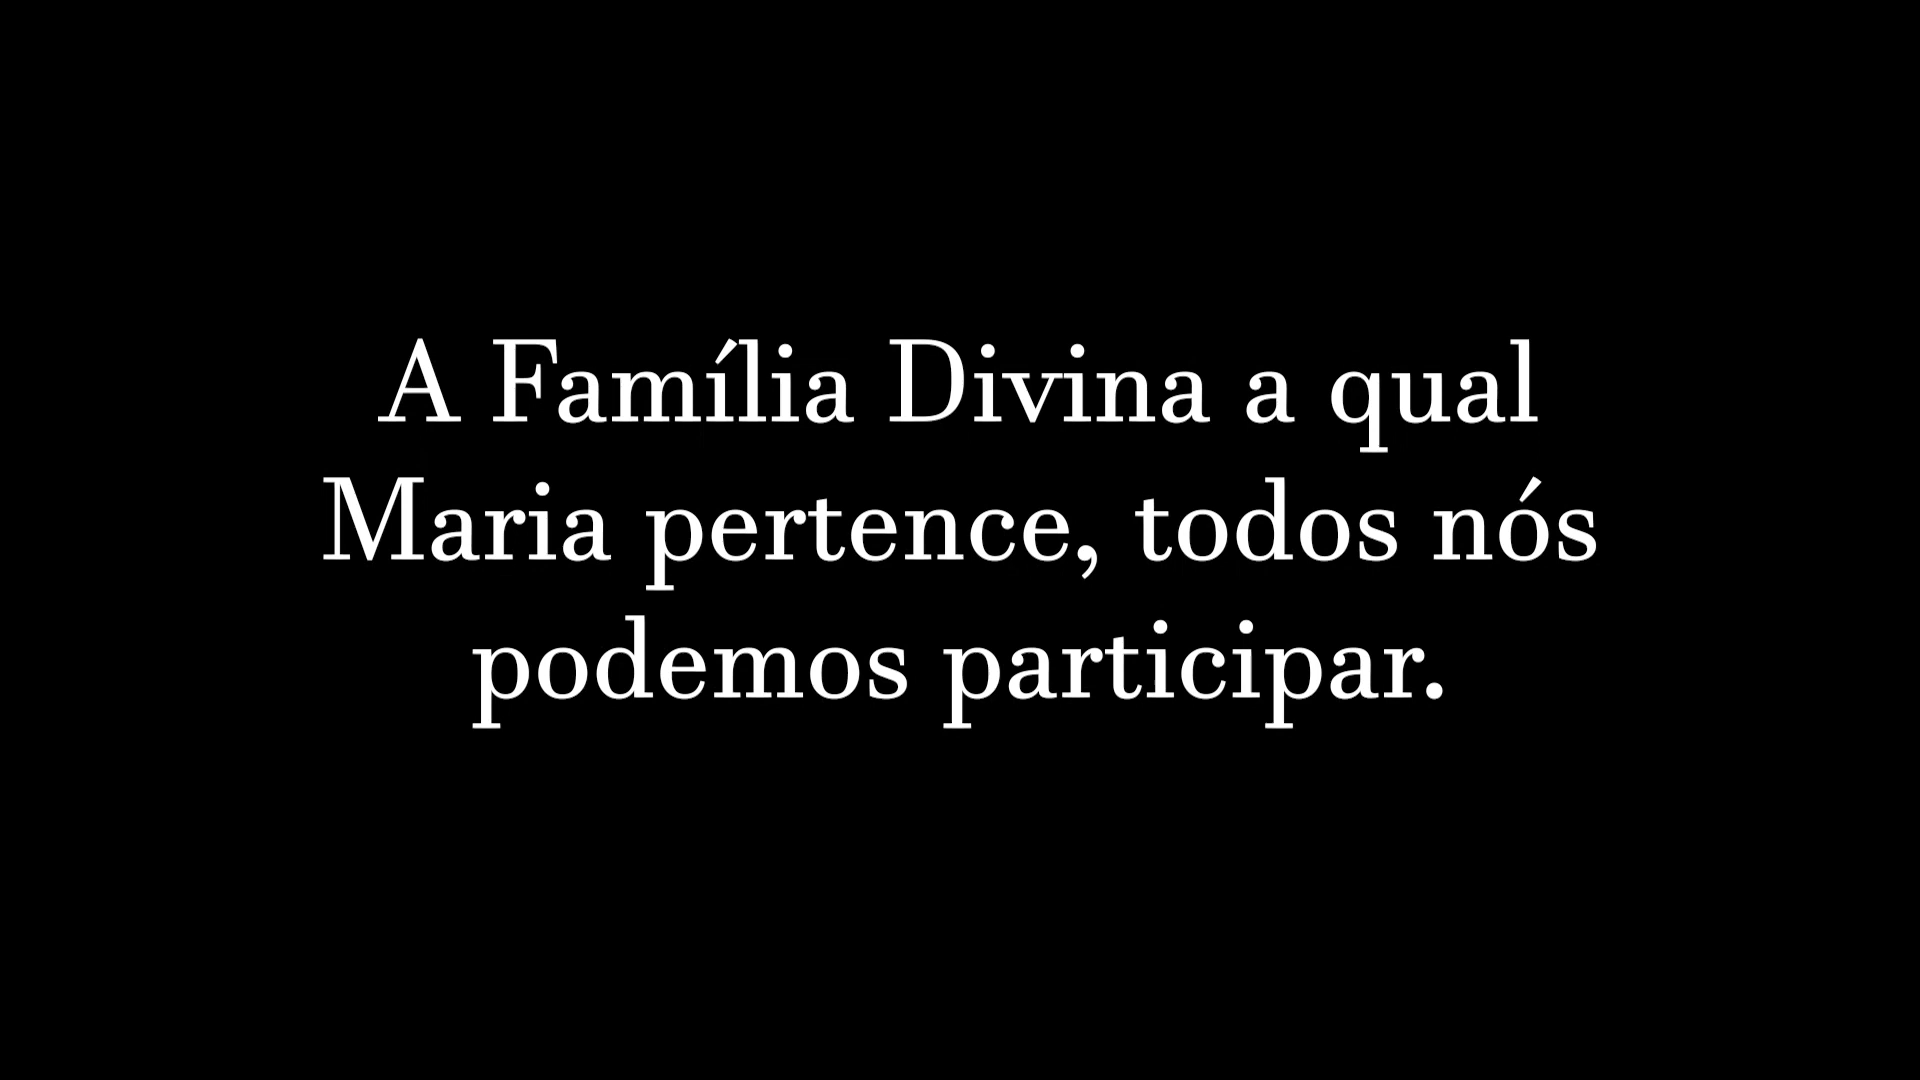 A Família Divina a qual
Maria pertence, todos nós
podemos participar.